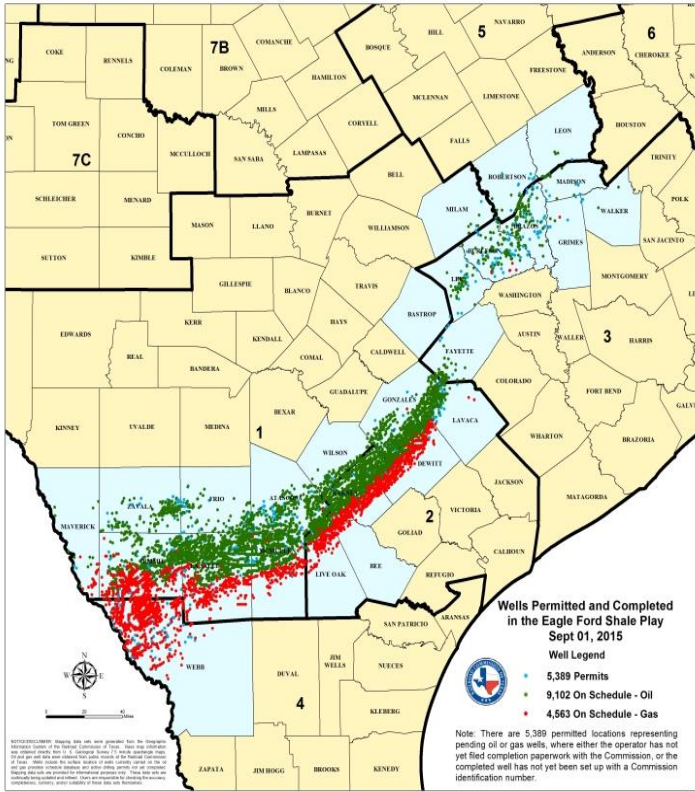 COKE
RUNNELS
COLEMAN
7B
BROWN
COMANCHE
HAMILTON
BOSQUE
HILL
5
NAVARRO
ANDERSON
6
CHEROKEE
FREESTONE
MCLENNAN
LIMESTONE
MILLS
CORYELL
TOM GREEN
CONCHO
7C
MCCULLOCH
SAN SABA
LAMPASAS
FALLS
LEON
HOUSTON
TRINITY
BELL
ROBERTSON
MADISON
POLK
SCHLEICHER
MENARD
MASON
LLANO
BURNET
WILLIAMSON
MILAM
WALKER
GRIMES
SAN JACINTO
SUTTON
KIMBLE
GILLESPIE
BLANCO
TRAVIS
BASTROP
WASHINGTON
MONTGOMERY
EDWARDS
KERR
HAYS
FAYETTE
AUSTIN
WALLER
3
HARRIS
REAL
KENDALL
COMAL
CALDWELL
BANDERA
GUADALUPE
COLORADO
FORT BEND
KINNEY
UVALDE
MEDINA
BEXAR
1
GONZALES
LAVACA
WHARTON
BRAZORIA
WILSON
DEWITT
JACKSON
MATAGORDA
MAVERICK
ZAVALA
FRIO
2
VICTORIA
GOLIAD
CALHOUN
LIVE OAK
BEE
REFUGIO
ARANSAS
SAN PATRICIO
WEBB
DUVAL
JIM
WELLS
NUECES
4
KLEBERG
ZAPATA
JIM HOGG
BROOKS
KENEDY
N
W
E
S
Wells Permitted and Completed
in the Eagle Ford Shale Play
Sept 01, 2015
Well Legend
5,389 Permits
9,102 On Schedule - Oil
4,563 On Schedule - Gas
Note: There are 5,389 permitted locations representing
pending oil or gas wells, where either the operator has not
yet filed completion paperwork with the Commission, or the
completed well has not yet been set up with a Commission
identification number.